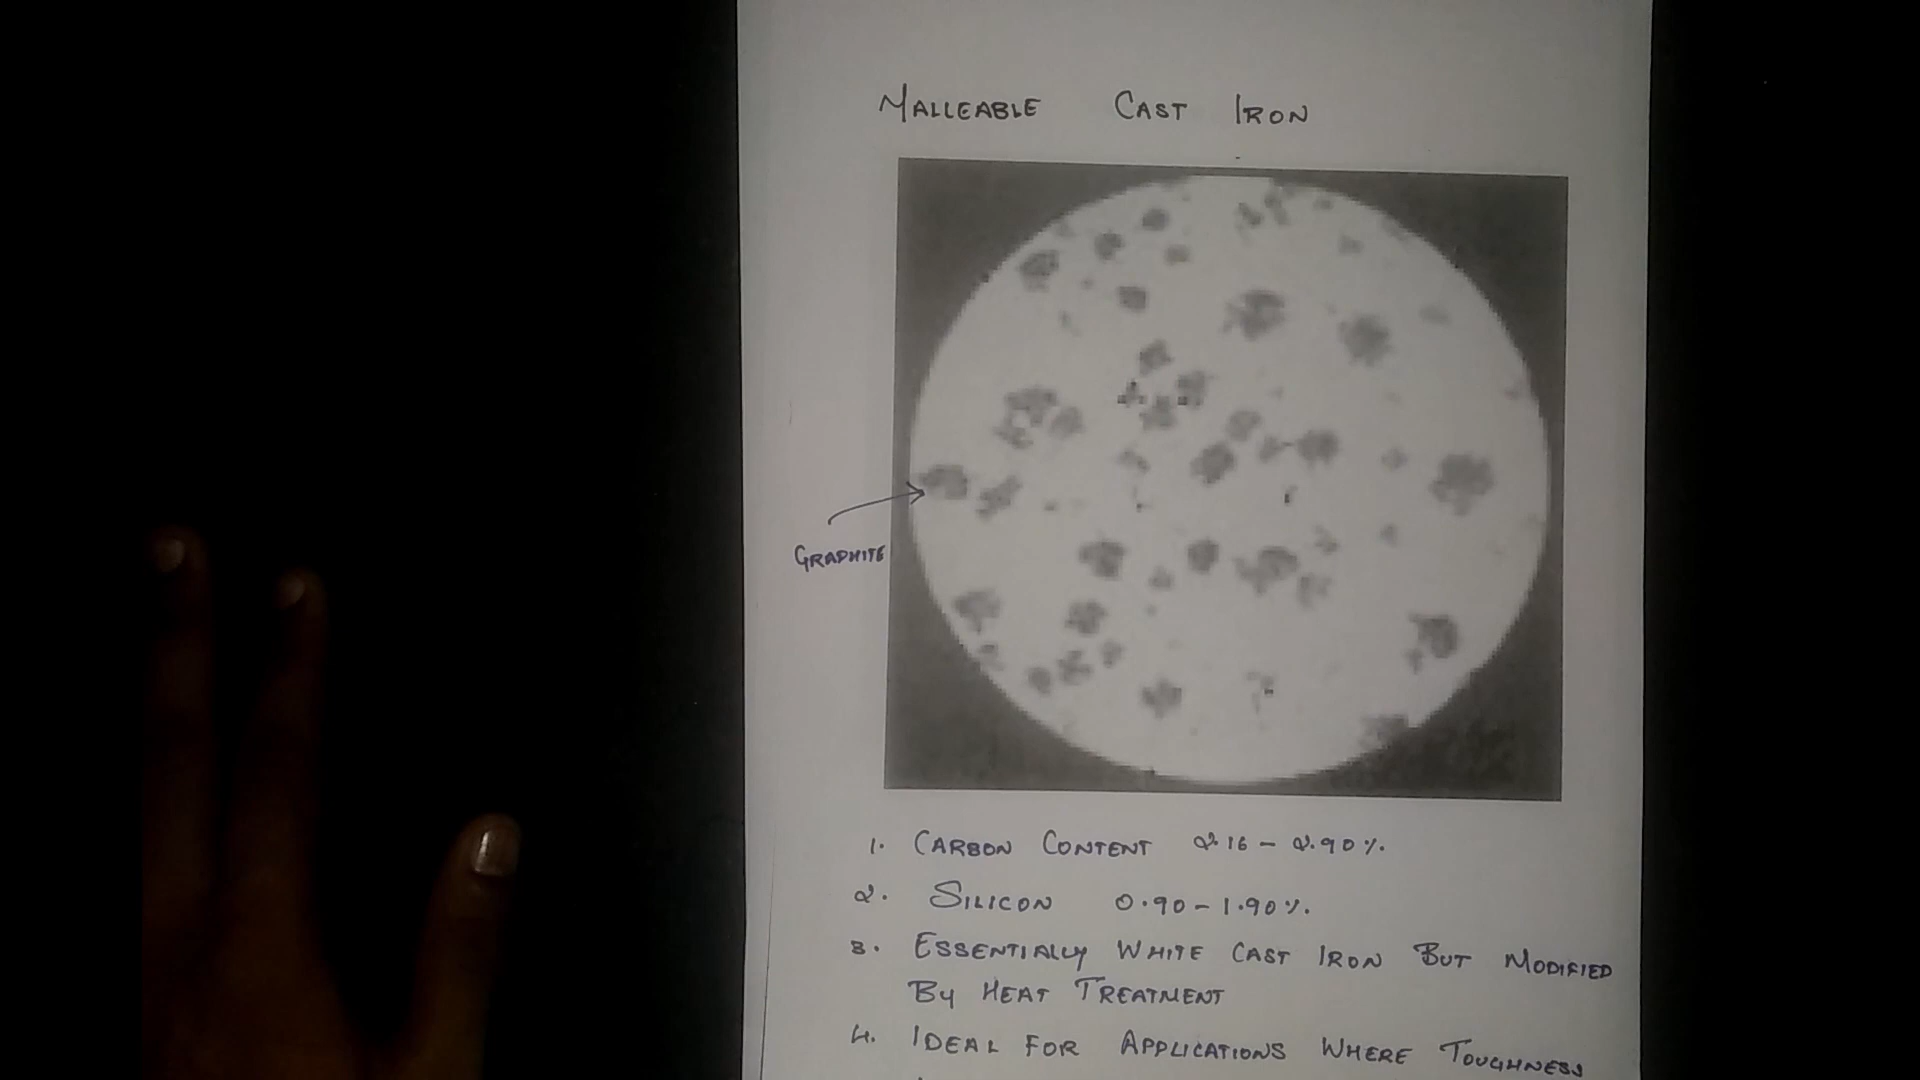 MALLEABLE CAST IRON
GRAPHITE
1. CARBON CONTENT 2.16 – 2.90%.
2. SILICON 0.90 – 1.90%.
3. ESSENTIALLY WHITE CAST IRON BUT MODIFIED
BY HEAT TREATMENT
4. IDEAL FOR APPLICATIONS WHERE TOUGHNESS